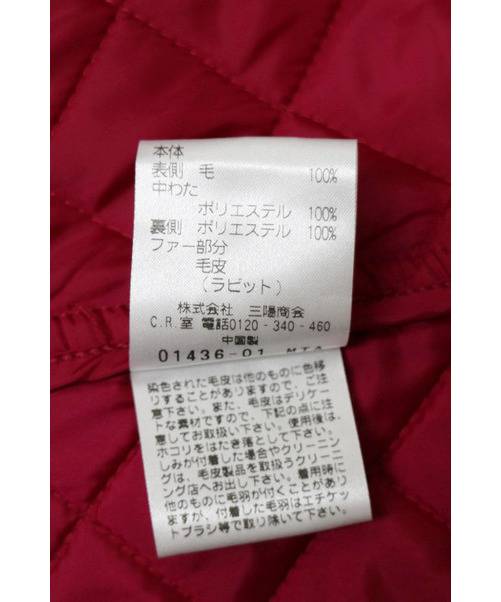 本体
表側 毛 100%
中わた
ポリエステル 100%
裏側 ポリエステル 100%
ファー部分
毛皮
(ラビット)
株式会社 三陽商会
C.R.室 電話0120-340-460
中国製
01436-01
染色された毛皮は他のものに色移
りすることがありますので、ご注
意下さい。また、毛皮はデリケー
トな素材ですので、下記の点に注
意してお取扱い下さい。使用後は、
ホコリをはたき落として下さい。
しみが付着した場合やクリーニン
グは、毛皮製品を取扱うクリーニ
ング店へお出し下さい。着用時に
他のものに毛羽が付くことがあり
ますが、付着した毛羽はエチケッ
トブラシ等で取り除いて下さい。